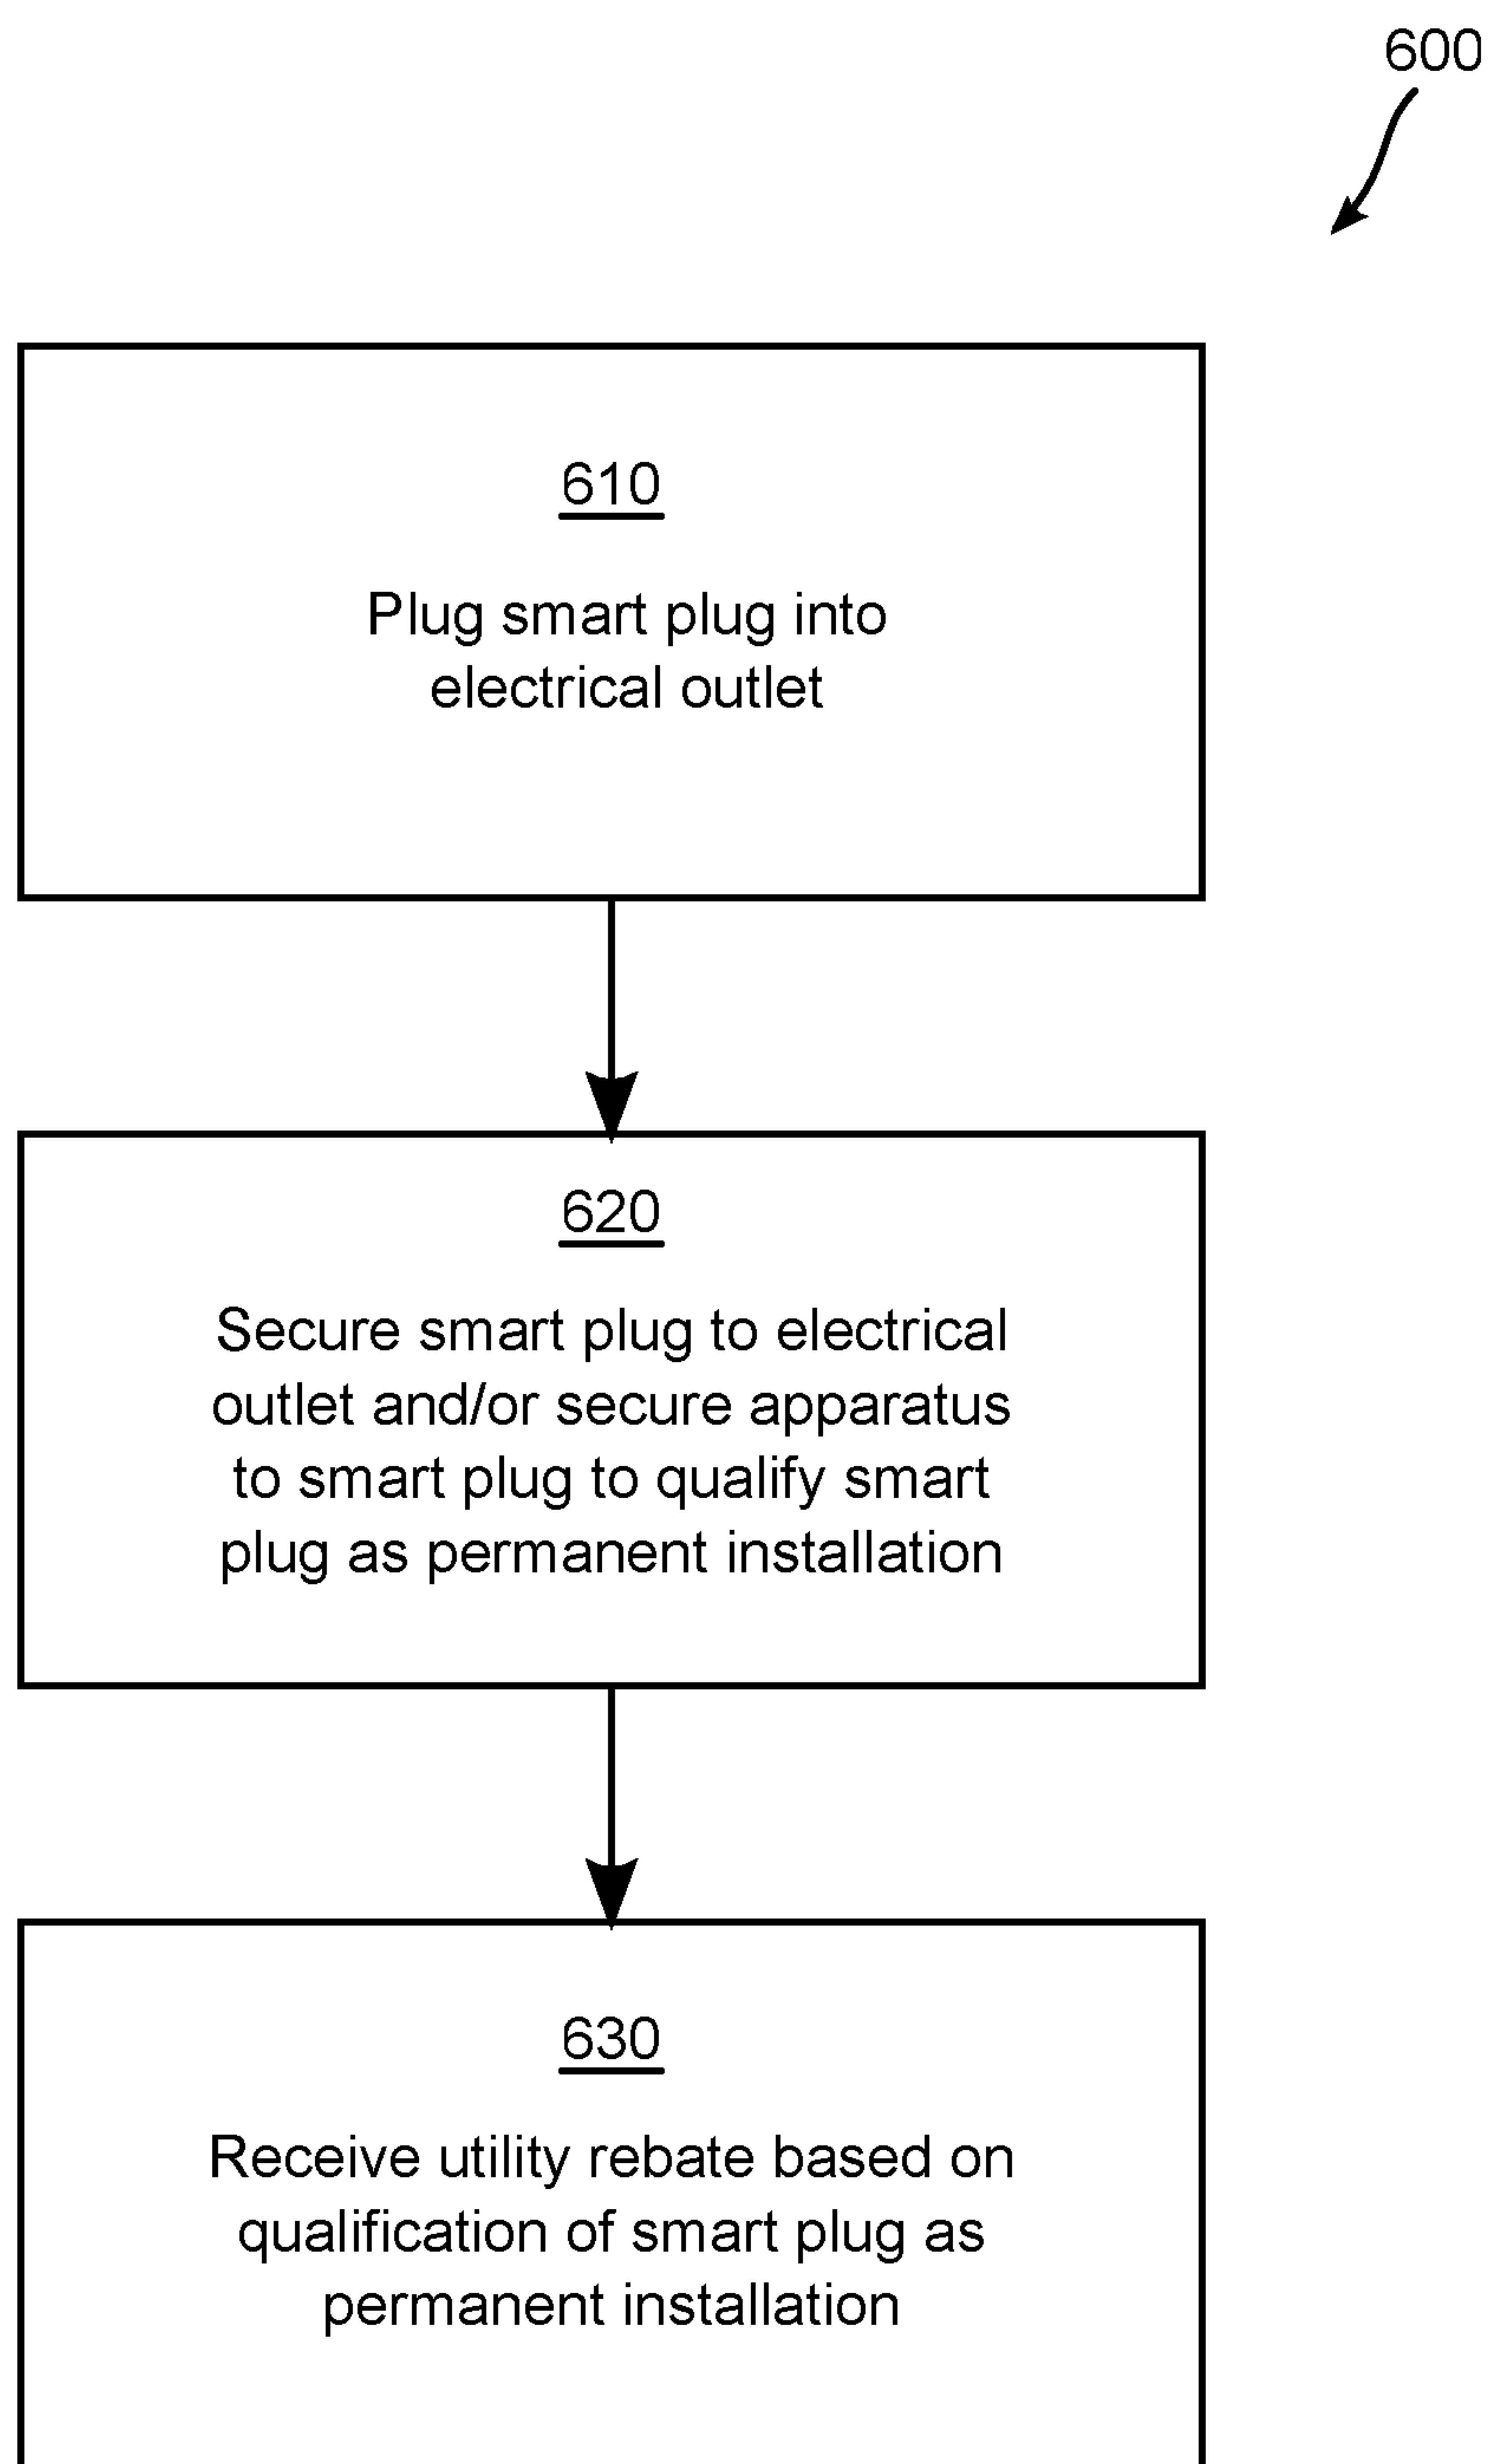 600
610
Plug smart plug into
electrical outlet
620
Secure smart plug to electrical
outlet and/or secure apparatus
to smart plug to qualify smart
plug as permanent installation
630
Receive utility rebate based on
qualification of smart plug as
permanent installation